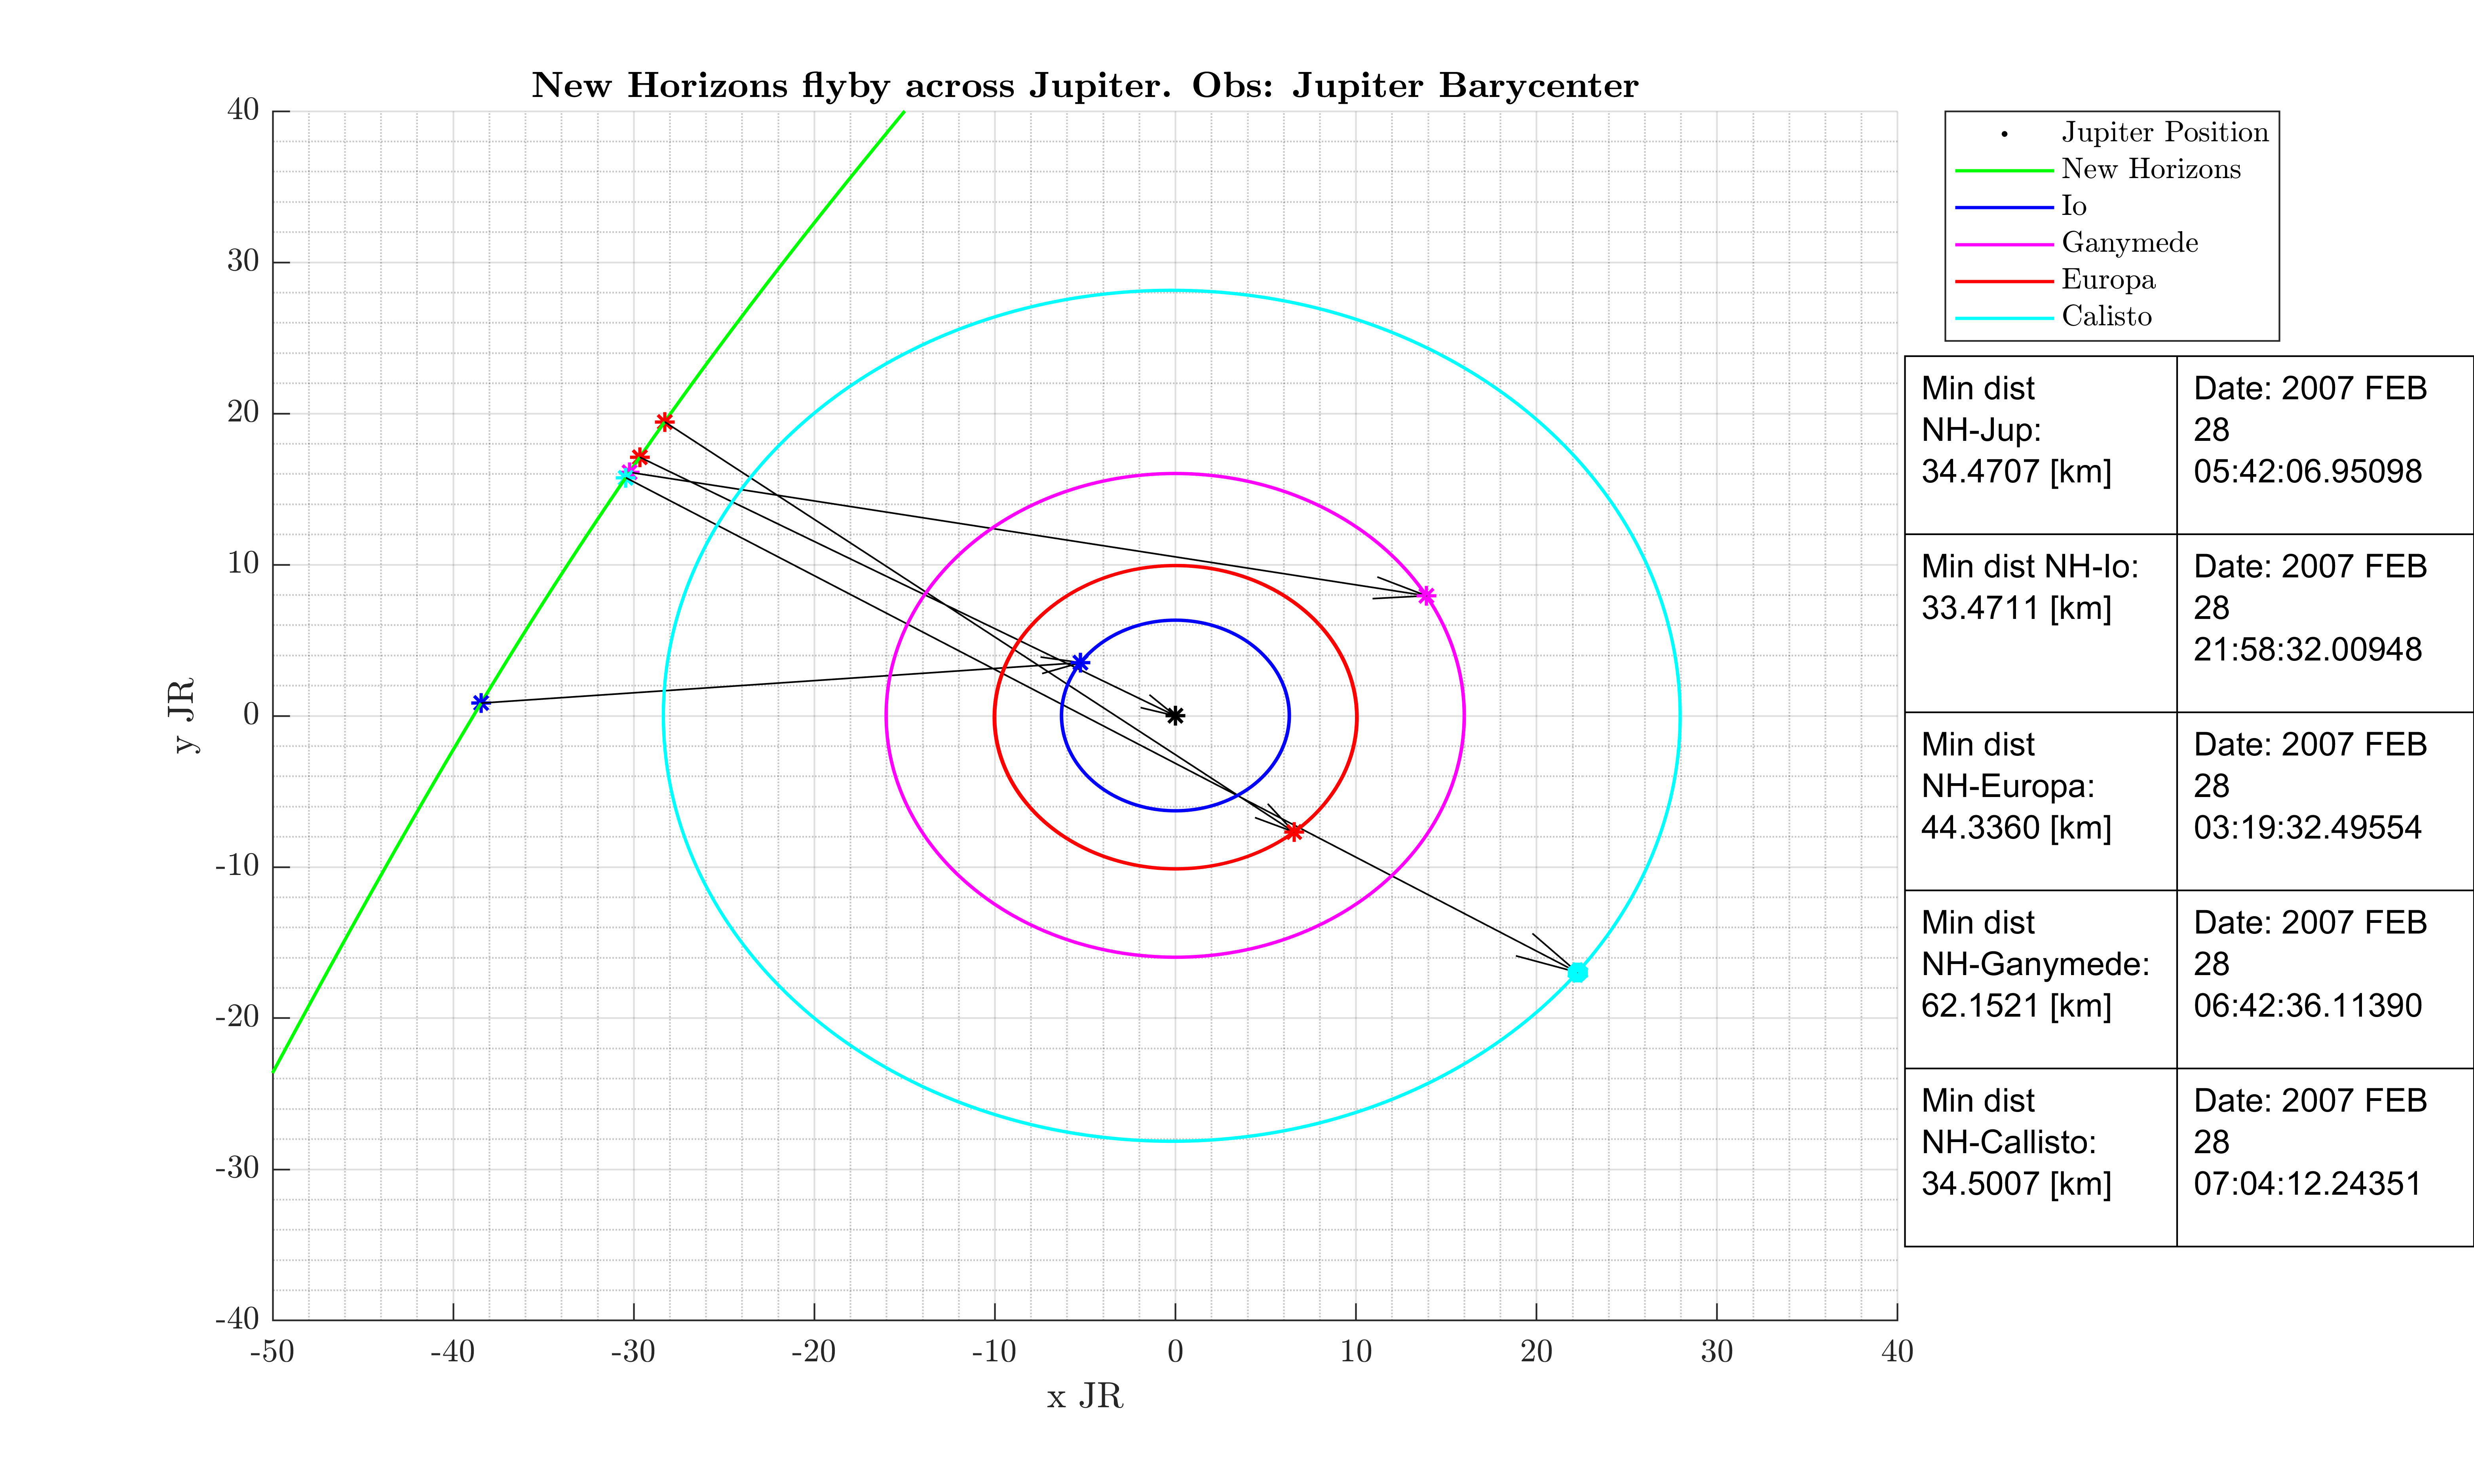 New Horizons flyby across Jupiter. Obs: Jupiter Barycenter
40
30
20
10
0
-10
-20
-30
-40
y JR
-50
-40
-30
-20
-10
0
10
20
30
40
x JR
Jupiter Position
New Horizons
Io
Ganymede
Europa
Calisto
Min dist
NH-Jup:
34.4707 [km]
Date: 2007 FEB
28
05:42:06.95098
Min dist NH-Io:
33.4711 [km]
Date: 2007 FEB
28
21:58:32.00948
Min dist
NH-Europa:
44.3360 [km]
Date: 2007 FEB
28
03:19:32.49554
Min dist
NH-Ganymede:
62.1521 [km]
Date: 2007 FEB
28
06:42:36.11390
Min dist
NH-Callisto:
34.5007 [km]
Date: 2007 FEB
28
07:04:12.24351